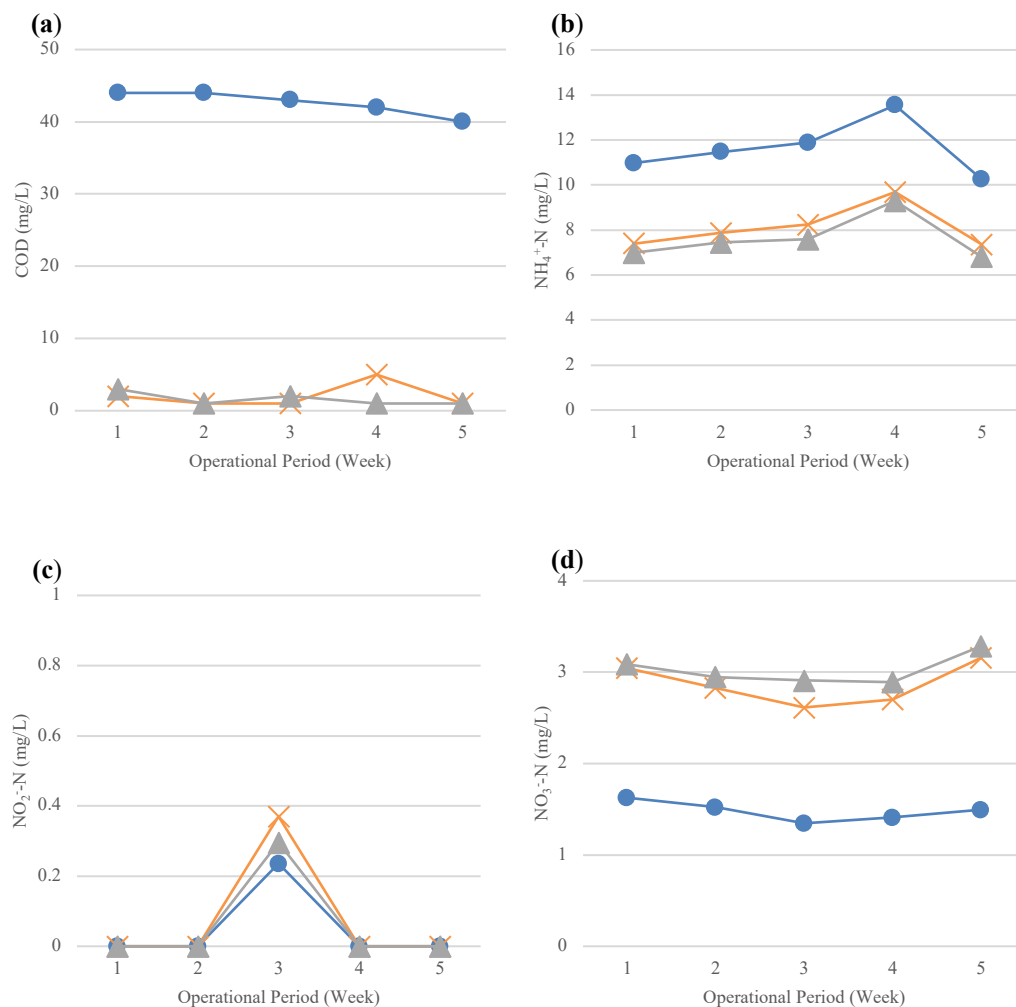 (a)
50
40
30
20
10
0
COD (mg/L)
1 2 3 4 5
Operational Period (Week)
(b)
16
14
12
10
8
6
4
2
0
NH₄⁺-N (mg/L)
1 2 3 4 5
Operational Period (Week)
(c)
1
0.8
0.6
0.4
0.2
0
NO₂⁻-N (mg/L)
1 2 3 4 5
Operational Period (Week)
(d)
4
3
2
1
0
NO₃⁻-N (mg/L)
1 2 3 4 5
Operational Period (Week)